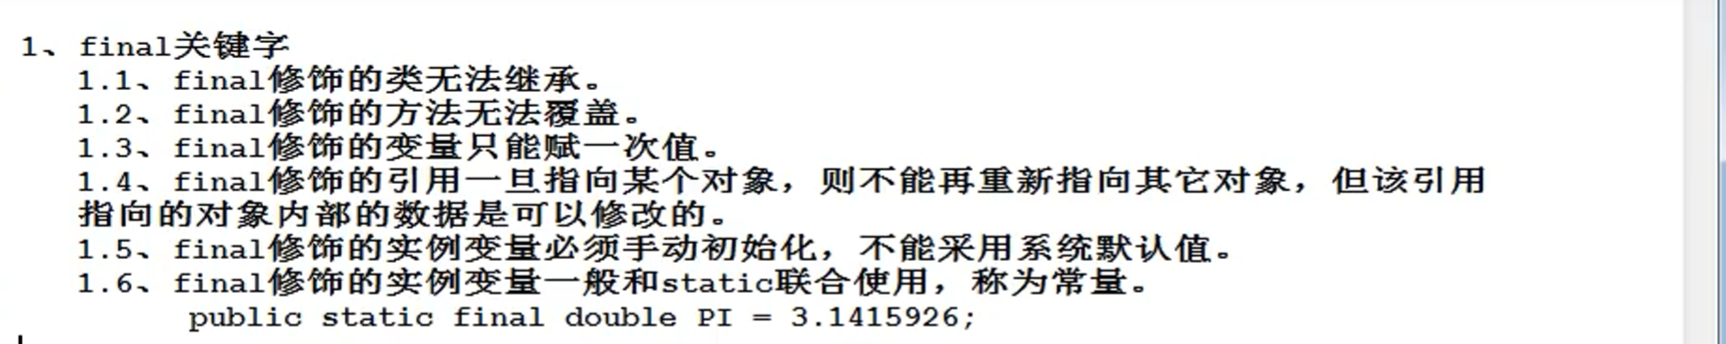 1、final关键字
1.1、final修饰的类无法继承。
1.2、final修饰的方法无法覆盖。
1.3、final修饰的变量只能赋一次值。
1.4、final修饰的引用一旦指向某个对象，则不能再重新指向其它对象，但该引用
指向的对象内部的数据是可以修改的。
1.5、final修饰的实例变量必须手动初始化，不能采用系统默认值。
1.6、final修饰的实例变量一般和static联合使用，称为常量。
public static final double PI = 3.1415926;